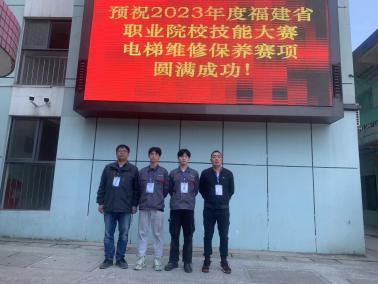 预祝2023年度福建省
职业院校技能大赛
电梯维修保养赛项
圆满成功！